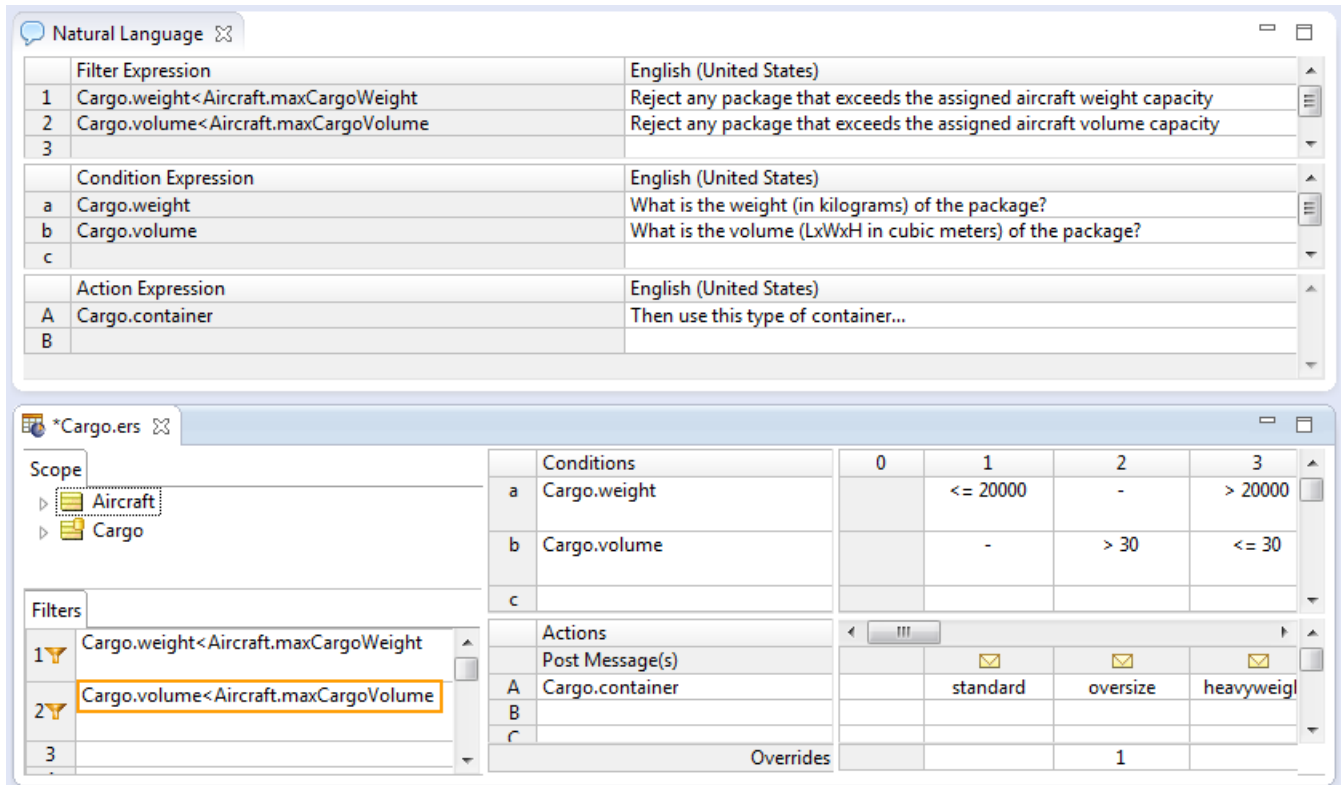 Natural Language
Filter Expression English (United States)
1 Cargo.weight<Aircraft.maxCargoWeight Reject any package that exceeds the assigned aircraft weight capacity
2 Cargo.volume<Aircraft.maxCargoVolume Reject any package that exceeds the assigned aircraft volume capacity
3
Condition Expression English (United States)
a Cargo.weight What is the weight (in kilograms) of the package?
b Cargo.volume What is the volume (LxWxH in cubic meters) of the package?
c
Action Expression English (United States)
A Cargo.container Then use this type of container...
B
*Cargo.ers
Scope
Aircraft
Cargo
Filters
1 Cargo.weight<Aircraft.maxCargoWeight
2 Cargo.volume<Aircraft.maxCargoVolume
3
Conditions 0 1 2 3
a Cargo.weight <= 20000 - > 20000
b Cargo.volume - > 30 <= 30
c
Actions
Post Message(s)
A Cargo.container standard oversize heavyweigl
B
C
Overrides 1